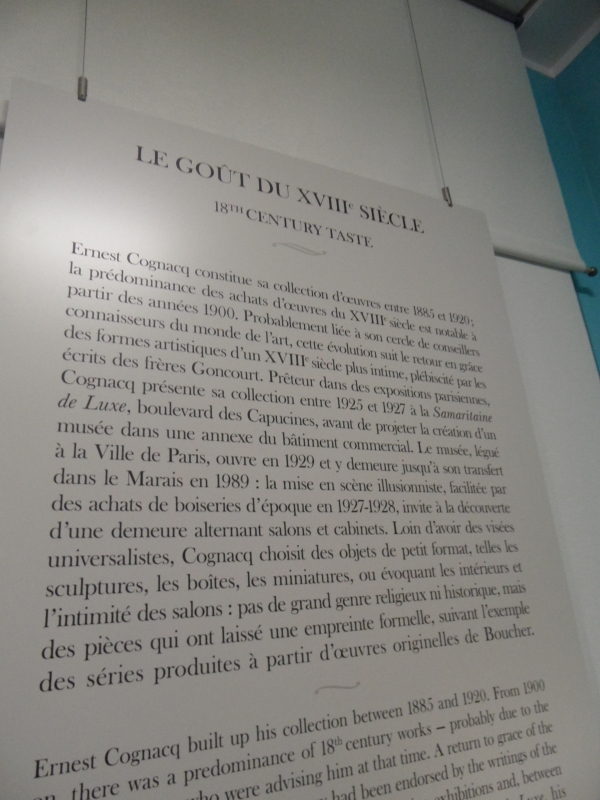 LE GOÛT DU XVIIIe SIÈCLE
18TH CENTURY TASTE
Ernest Cognacq constitue sa collection d'œuvres entre 1885 et 1920 ;
la prédominance des achats d'œuvres du XVIIIe siècle est notable à
partir des années 1900. Probablement liée à son cercle de conseillers
connaisseurs du monde de l'art, cette évolution suit le retour en grâce
des formes artistiques d'un XVIIIe siècle plus intime, plébiscité par les
écrits des frères Goncourt. Prêteur dans des expositions parisiennes,
Cognacq présente sa collection entre 1925 et 1927 à la Samaritaine
de Luxe, boulevard des Capucines, avant de projeter la création d'un
musée dans une annexe du bâtiment commercial. Le musée, légué
à la Ville de Paris, ouvre en 1929 et y demeure jusqu'à son transfert
dans le Marais en 1989 : la mise en scène illusionniste, facilitée par
des achats de boiseries d'époque en 1927-1928, invite à la découverte
d'une demeure alternant salons et cabinets. Loin d'avoir des visées
universalistes, Cognacq choisit des objets de petit format, telles les
sculptures, les boîtes, les miniatures, ou évoquant les intérieurs et
l'intimité des salons : pas de grand genre religieux ni historique, mais
des pièces qui ont laissé une empreinte formelle, suivant l'exemple
des séries produites à partir d'œuvres originelles de Boucher.
Ernest Cognacq built up his collection between 1885 and 1920. From 1900
on, there was a predominance of 18th century works – probably due to the
who were advising him at that time. A return to grace of the
had been endorsed by the writings of the
exhibitions and, between
Luxe, his